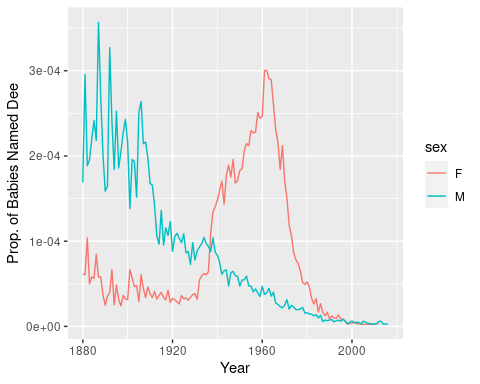 Prop. of Babies Named Dee
3e-04
2e-04
1e-04
0e+00
1880 1920 1960 2000
Year
sex
F
M